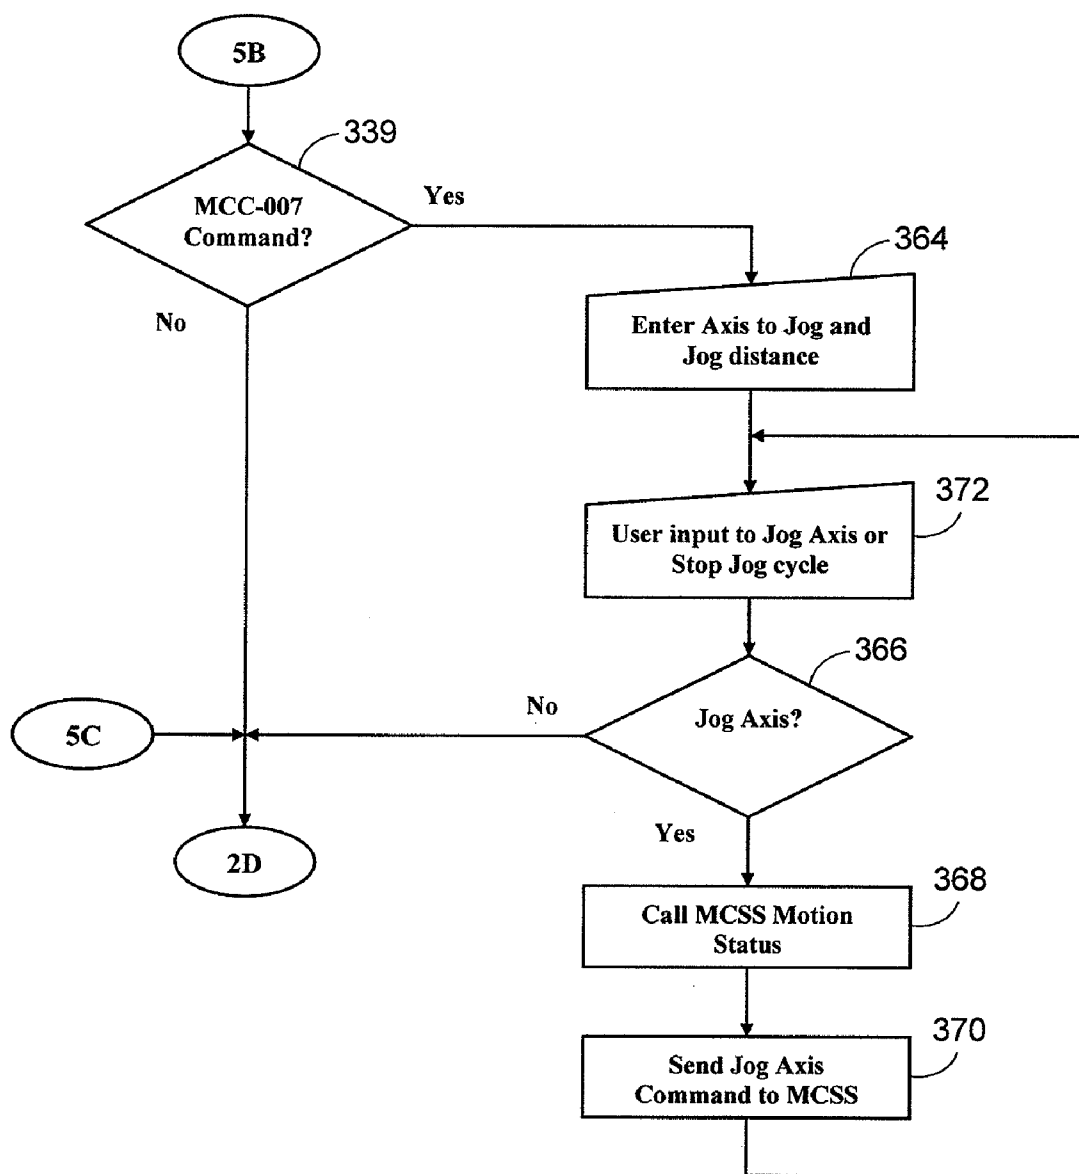 5B
339
MCC-007
Command?
Yes
No
364
Enter Axis to Jog and
Jog distance
372
User input to Jog Axis or
Stop Jog cycle
366
Jog Axis?
No
5C
Yes
2D
368
Call MCSS Motion
Status
370
Send Jog Axis
Command to MCSS